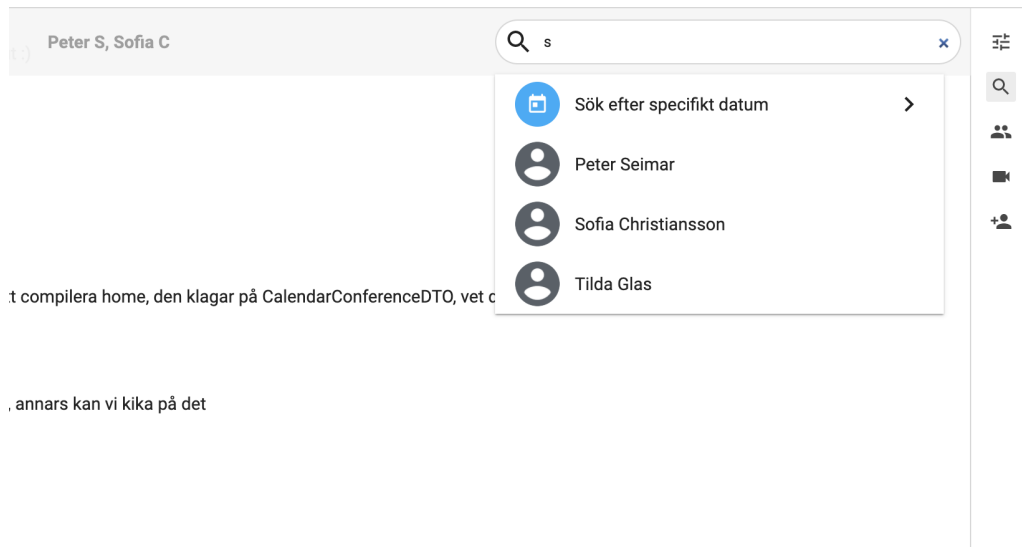 Peter S, Sofia C
s
Sök efter specifikt datum
Peter Seimar
Sofia Christiansson
Tilda Glas
compilera home, den klagar på CalendarConferenceDTO, vet
, annars kan vi kika på det